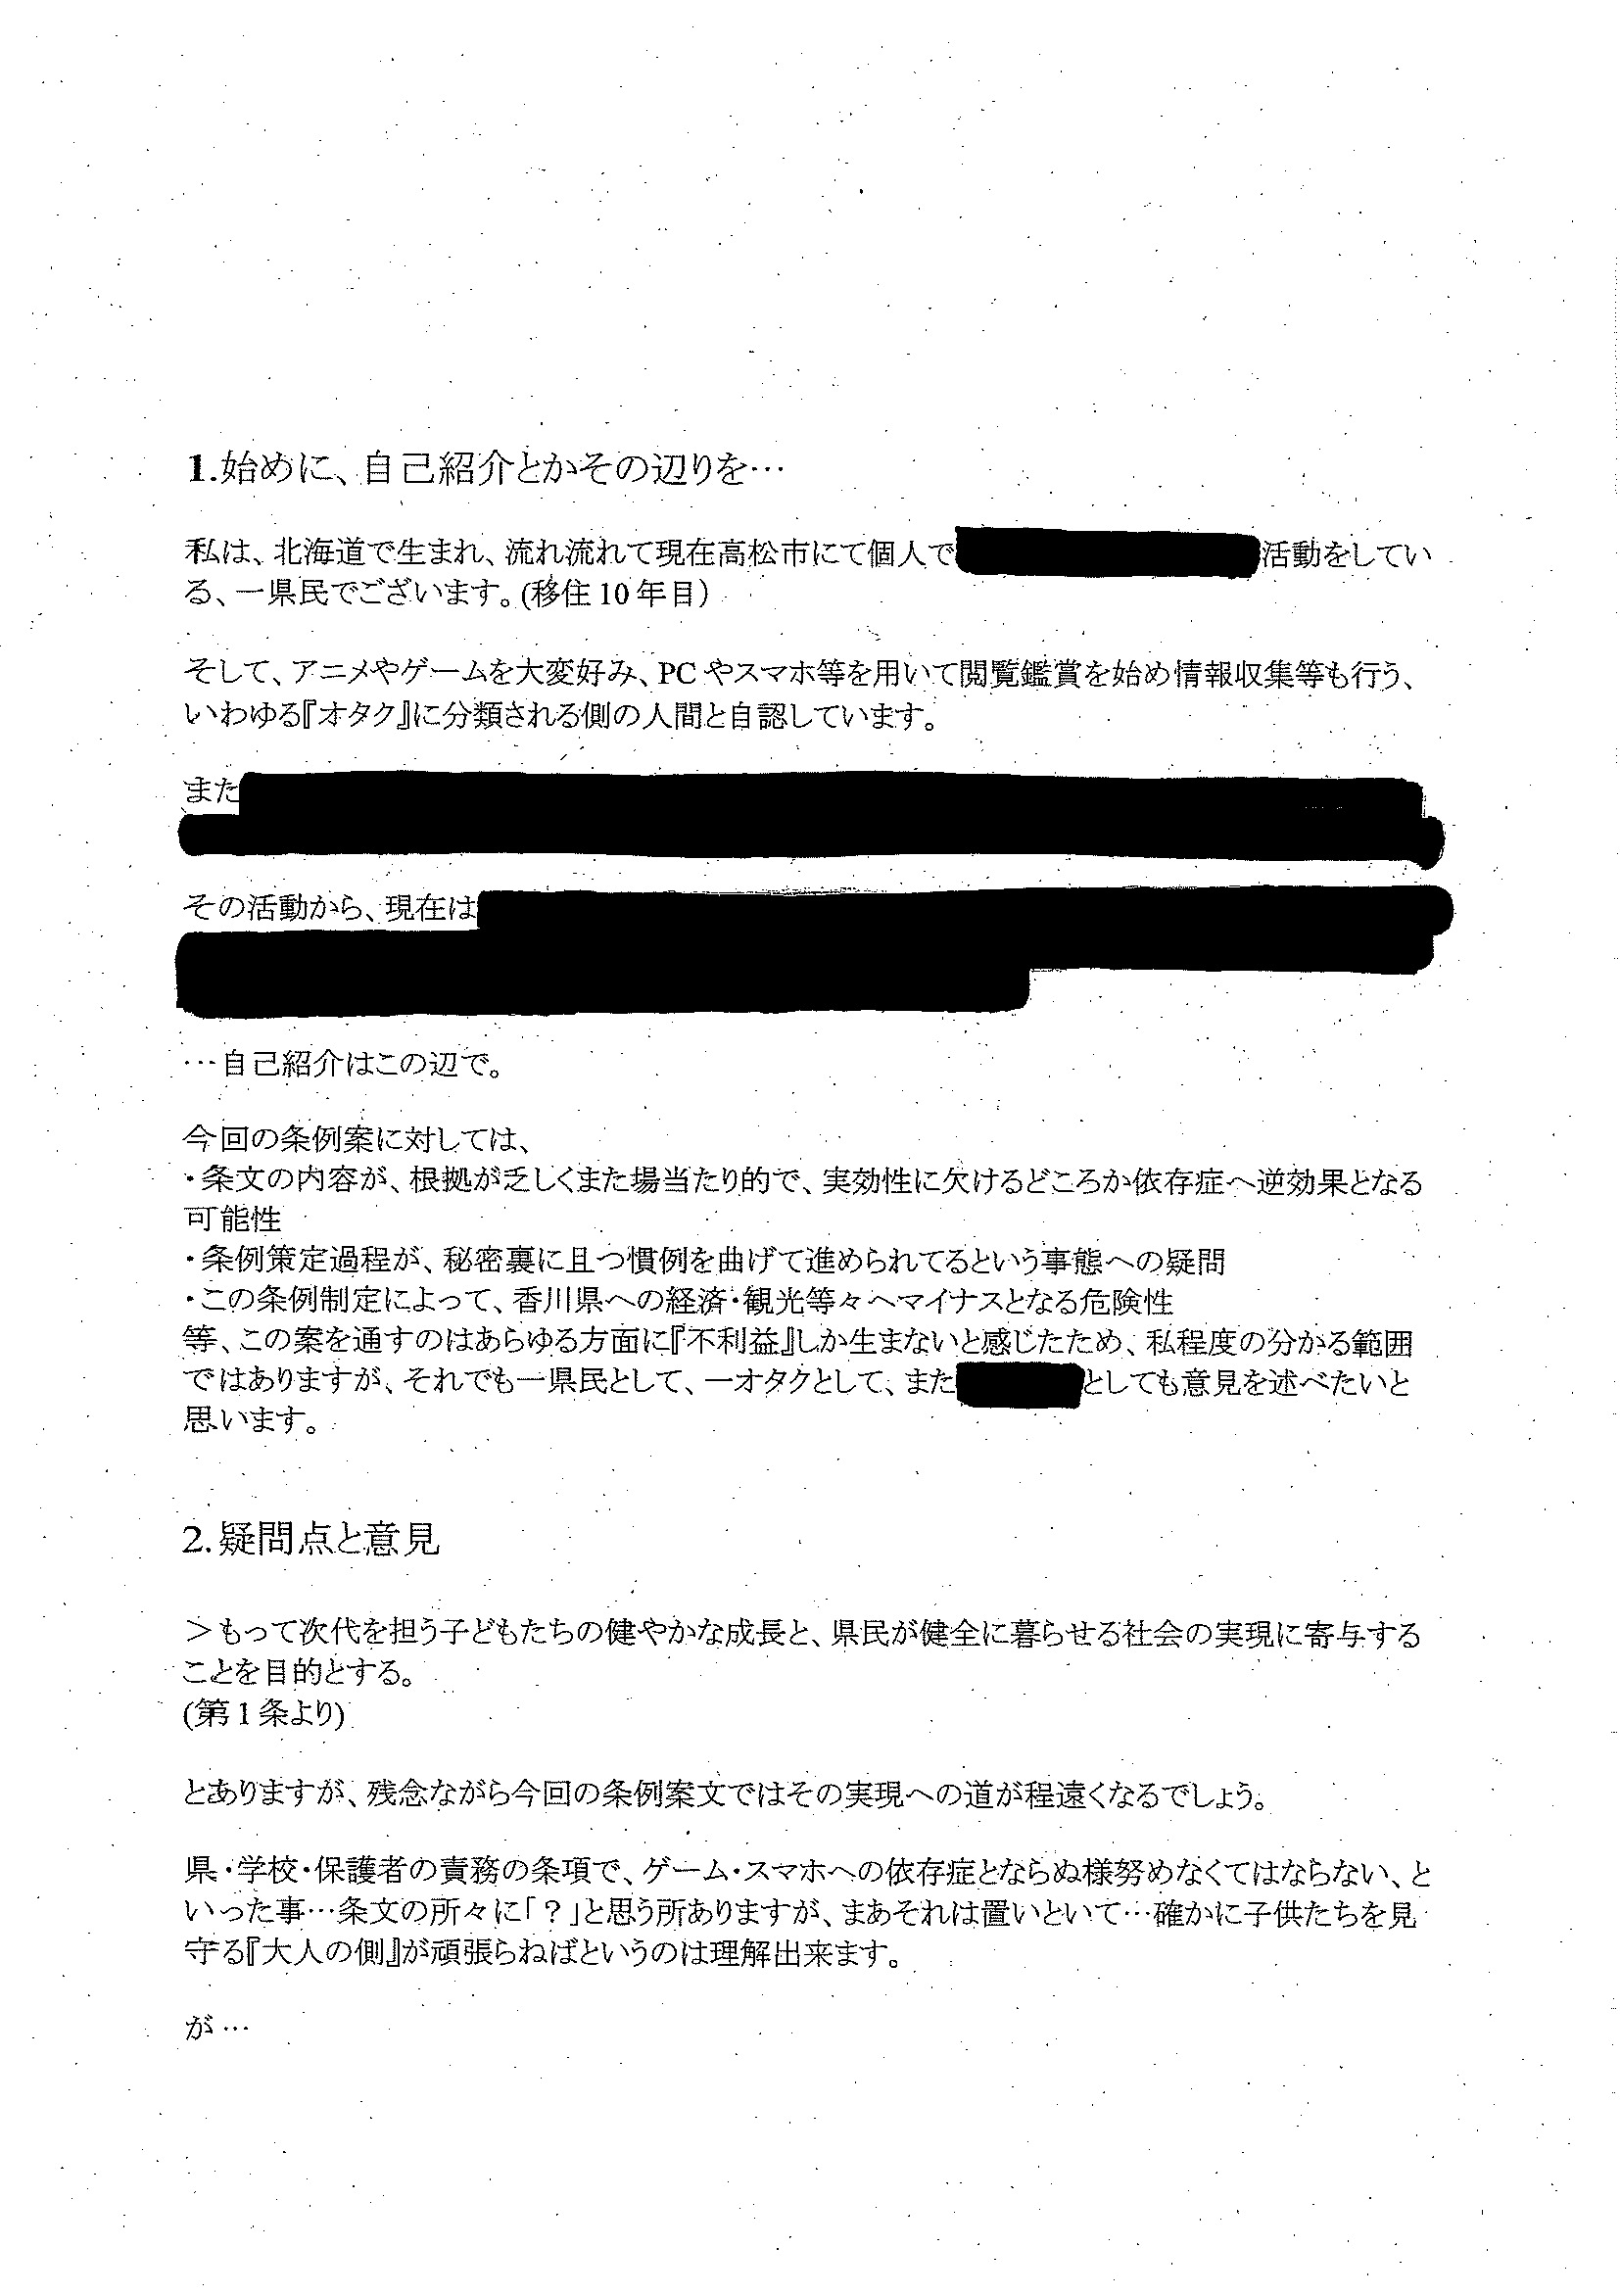 1.始めに、自己紹介とかその辺りを…
私は、北海道で生まれ、流れ流れて現在高松市にて個人で活動をしてい
る、一県民でございます。(移住10年目）
そして、アニメやゲームを大変好み、PCやスマホ等を用いて閲覧鑑賞を始め情報収集等も行う、
いわゆる『オタク』に分類される側の人間と自認しています。
また
その活動から、現在は
…自己紹介はこの辺で。
今回の条例案に対しては、
・条文の内容が、根拠が乏しくまた場当たり的で、実効性に欠けるどころか依存症へ逆効果となる
可能性
・条例策定過程が、秘密裏に且つ慣例を曲げて進められてるという事態への疑問
・この条例制定によって、香川県への経済・観光等々へマイナスとなる危険性
等、この案を通すのはあらゆる方面に『不利益』しか生まないと感じたため、私程度の分かる範囲
ではありますが、それでも一県民として、一オタクとして、またとしても意見を述べたいと
思います。
2.疑問点と意見
＞もって次代を担う子どもたちの健やかな成長と、県民が健全に暮らせる社会の実現に寄与する
ことを目的とする。
(第1条より)
とありますが、残念ながら今回の条例案文ではその実現への道が程遠くなるでしょう。
県・学校・保護者の責務の条項で、ゲーム・スマホへの依存症とならぬ様努めなくてはならない、と
いった事…条文の所々に「？」と思う所ありますが、まあそれは置いといて…確かに子供たちを見
守る『大人の側』が頑張らねばというのは理解出来ます。
が…